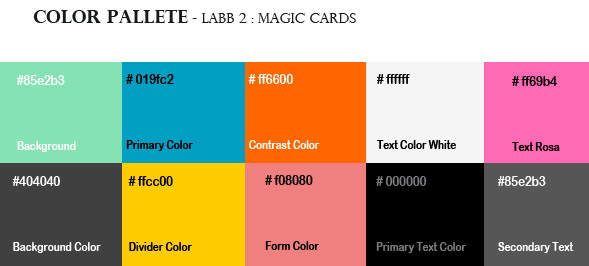 COLOR PALLETE - LABB 2 : MAGIC CARDS
#85e2b3 # 019fc2 # ff6600 # ffffff # ff69b4
Background Primary Color Contrast Color Text Color White Text Rosa
#404040 # ffcc00 # f08080 # 000000 #85e2b3
Background Color Divider Color Form Color Primary Text Color Secondary Text